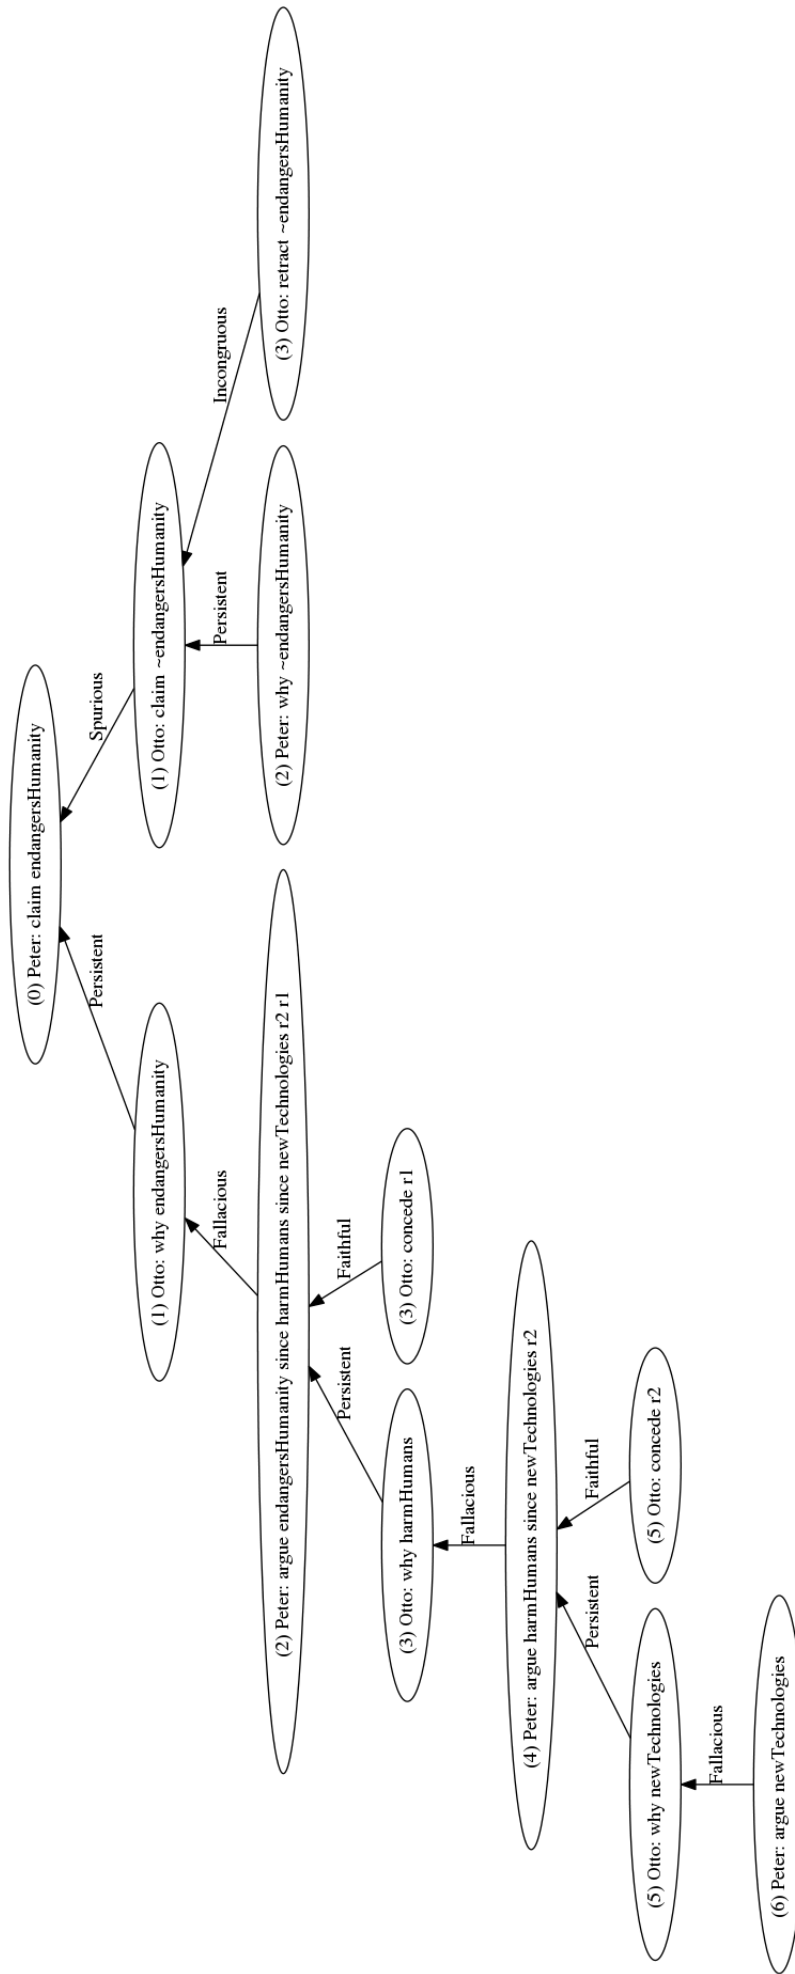 (0) Peter: claim endangersHumanity
Persistent
Spurious
(1) Otto: why endangersHumanity
(1) Otto: claim ~endangersHumanity
Fallacious
Persistent
Incongruous
(2) Peter: argue endangersHumanity since harmHumans since newTechnologies r2 r1
(2) Peter: why ~endangersHumanity
(3) Otto: retract ~endangersHumanity
Persistent
Faithful
(3) Otto: why harmHumans
(3) Otto: concede r1
Fallacious
(4) Peter: argue harmHumans since newTechnologies r2
Persistent
Faithful
(5) Otto: why newTechnologies
(5) Otto: concede r2
Fallacious
(6) Peter: argue newTechnologies